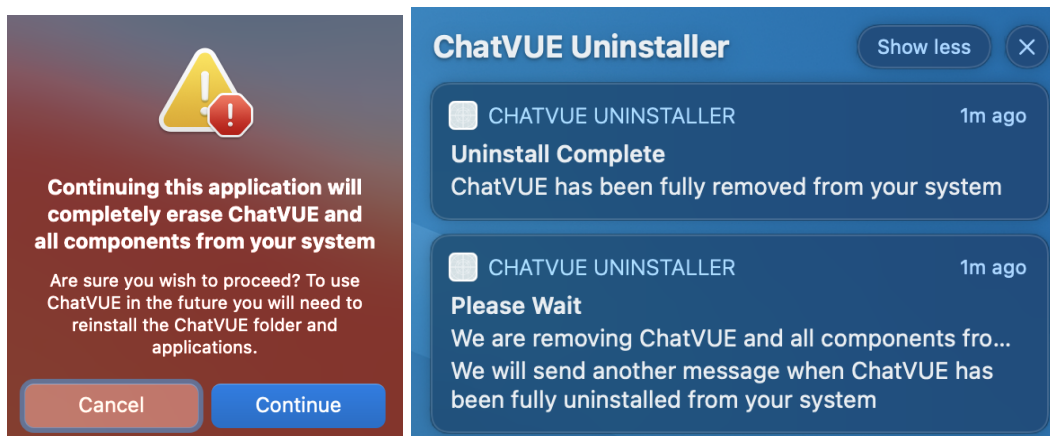 Continuing this application will
completely erase ChatVUE and
all components from your system
Are sure you wish to proceed? To use
ChatVUE in the future you will need to
reinstall the ChatVUE folder and
applications.
Cancel
Continue
ChatVUE Uninstaller
Show less
CHATVUE UNINSTALLER
1m ago
Uninstall Complete
ChatVUE has been fully removed from your system
CHATVUE UNINSTALLER
1m ago
Please Wait
We are removing ChatVUE and all components fro...
We will send another message when ChatVUE has
been fully uninstalled from your system